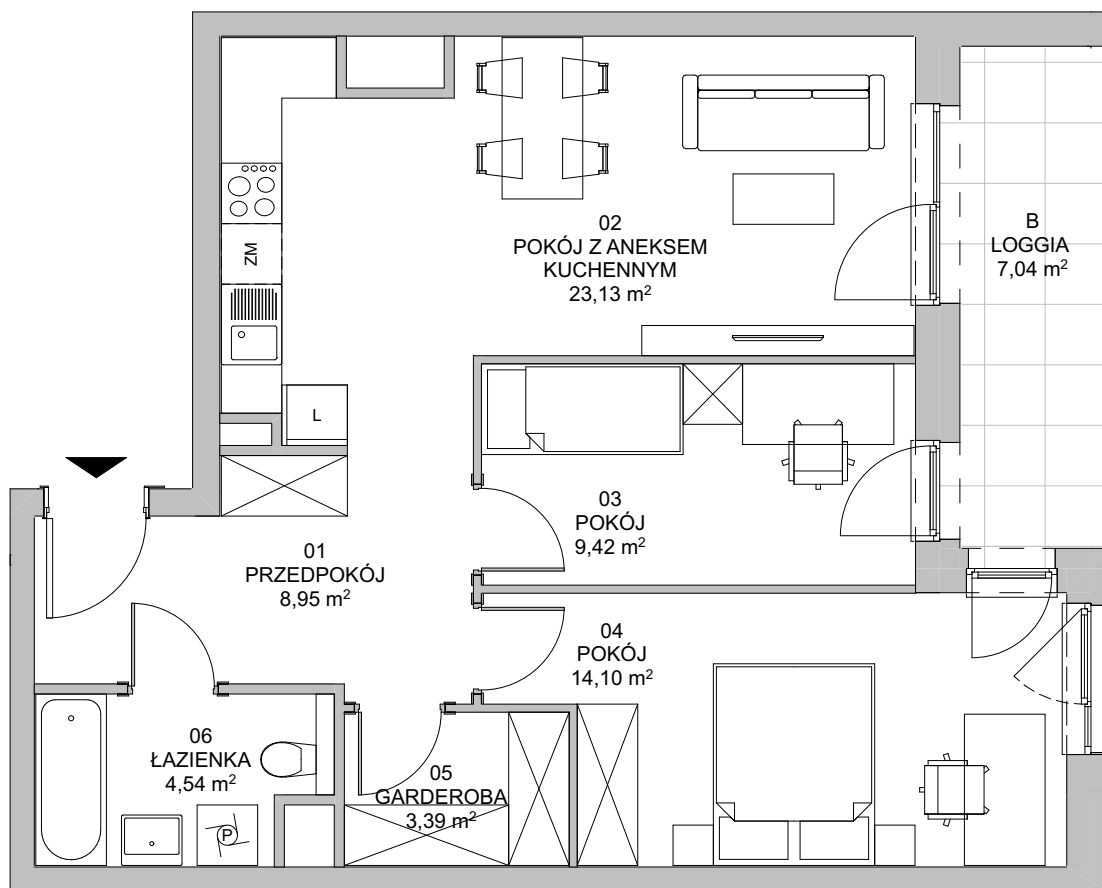 02
POKÓJ Z ANEKSEM
KUCHENNYM
23,13 m²
B
LOGGIA
7,04 m²
ZM
L
03
POKÓJ
9,42 m²
01
PRZEDPOKÓJ
8,95 m²
04
POKÓJ
14,10 m²
06
ŁAZIENKA
4,54 m²
05
GARDEROBA
3,39 m²
P